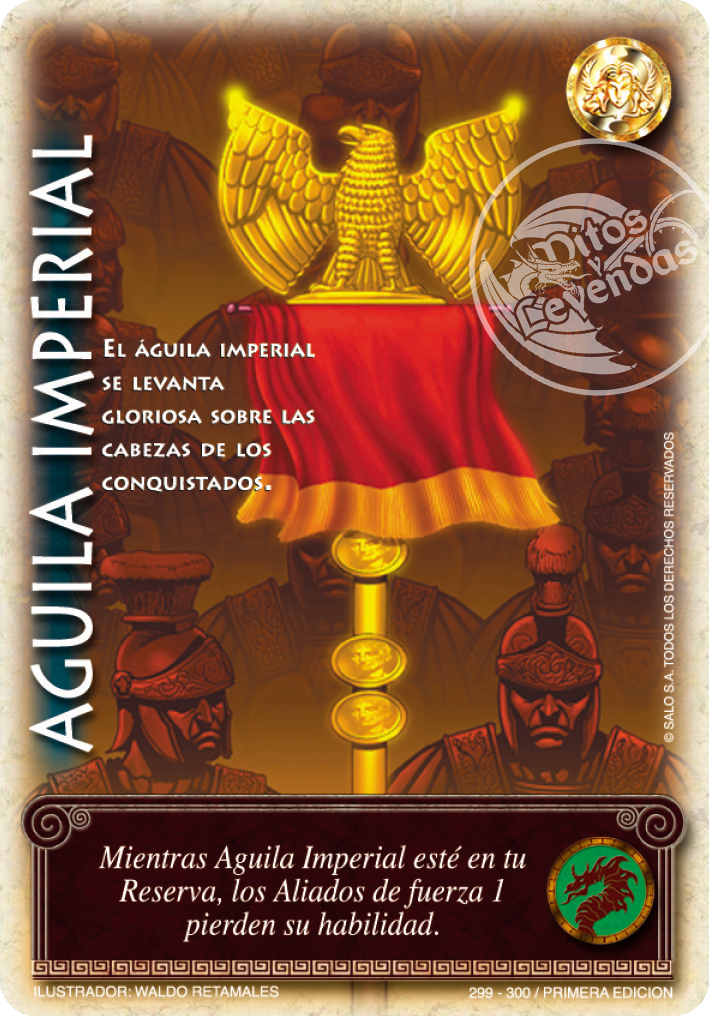 AGUILA IMPERIAL
Mitos
y
Leyendas
El águila imperial
se levanta
gloriosa sobre las
cabezas de los
conquistados.
© SALO S.A. TODOS LOS DERECHOS RESERVADOS
Mientras Aguila Imperial esté en tu
Reserva, los Aliados de fuerza 1
pierden su habilidad.
ILUSTRADOR: WALDO RETAMALES
299 - 300 / PRIMERA EDICION